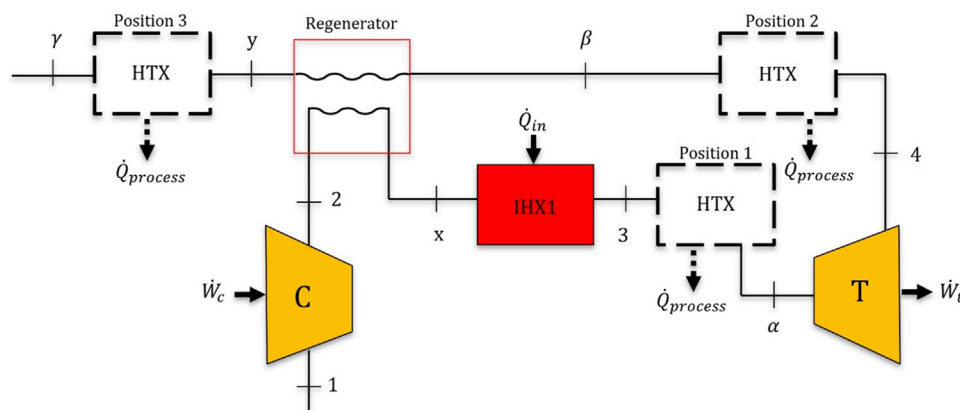 Position 3
Regenerator
Position 2
γ
y
β
HTX
HTX
Q̇in
Q̇process
Position 1
Q̇process
4
2
IHX1
HTX
x
3
Ẇc
C
Q̇process
T
Ẇt
α
1